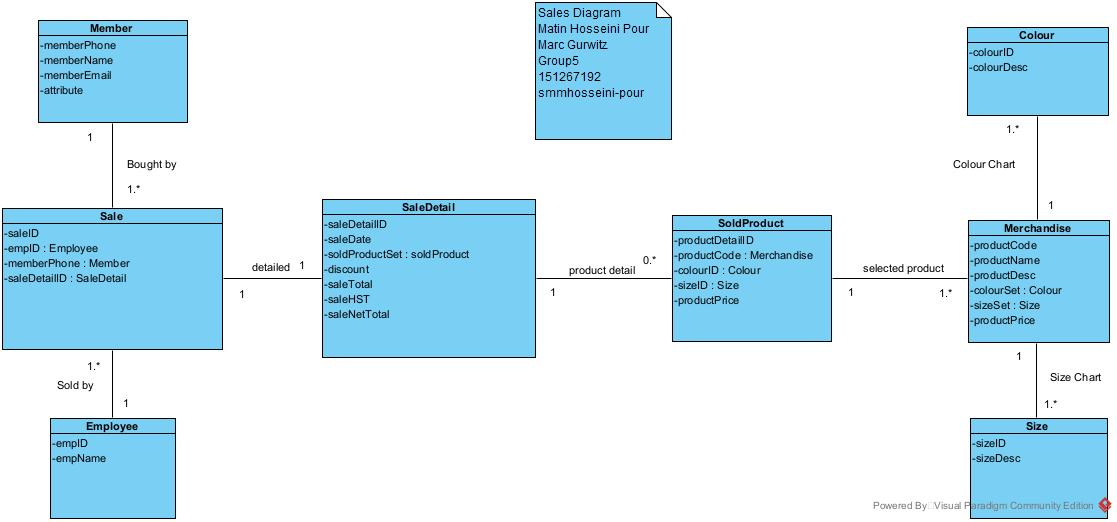 Sales Diagram
Matin Hosseini Pour
Marc Gurwitz
Group5
151267192
smmhosseini-pour
Member
-memberPhone
-memberName
-memberEmail
-attribute
1
Bought by
1.*
Sale
-saleID
-empID : Employee
-memberPhone : Member
-saleDetailID : SaleDetail
1.*
Sold by
1
Employee
-empID
-empName
detailed
1
1
SaleDetail
-saleDetailID
-saleDate
-soldProductSet : soldProduct
-discount
-saleTotal
-saleHST
-saleNetTotal
0.*
product detail
1
SoldProduct
-productDetailID
-productCode : Merchandise
-colourID : Colour
-sizeID : Size
-productPrice
selected product
1
1.*
Colour
-colourID
-colourDesc
1.*
Colour Chart
1
Merchandise
-productCode
-productName
-productDesc
-colourSet : Colour
-sizeSet : Size
-productPrice
1
Size Chart
1.*
Size
-sizeID
-sizeDesc
Powered By Visual Paradigm Community Edition